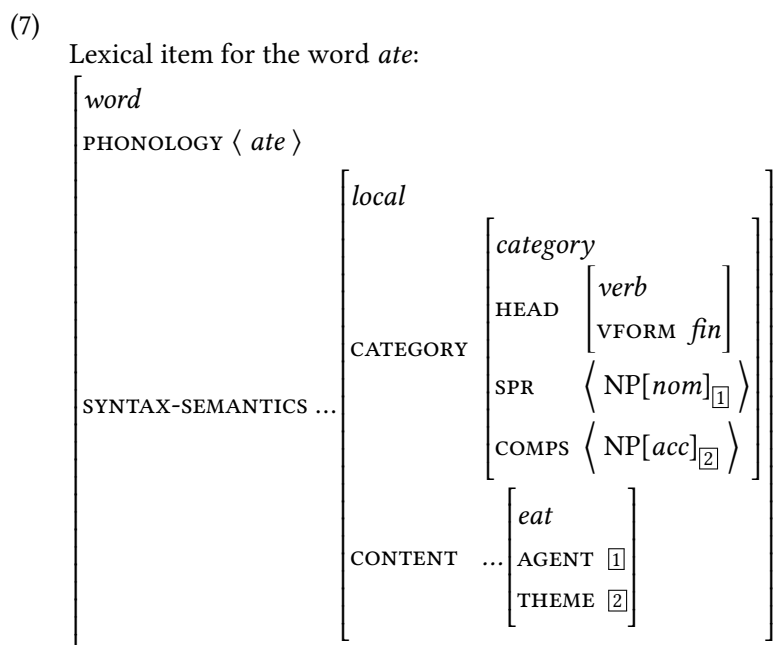 (7)
Lexical item for the word ate:
word
PHONOLOGY ⟨ ate ⟩
local
category
HEAD
verb
VFORM fin
CATEGORY
SPR ⟨ NP[nom]1 ⟩
SYNTAX-SEMANTICS ...
COMPS ⟨ NP[acc]2 ⟩
eat
CONTENT ... AGENT 1
THEME 2